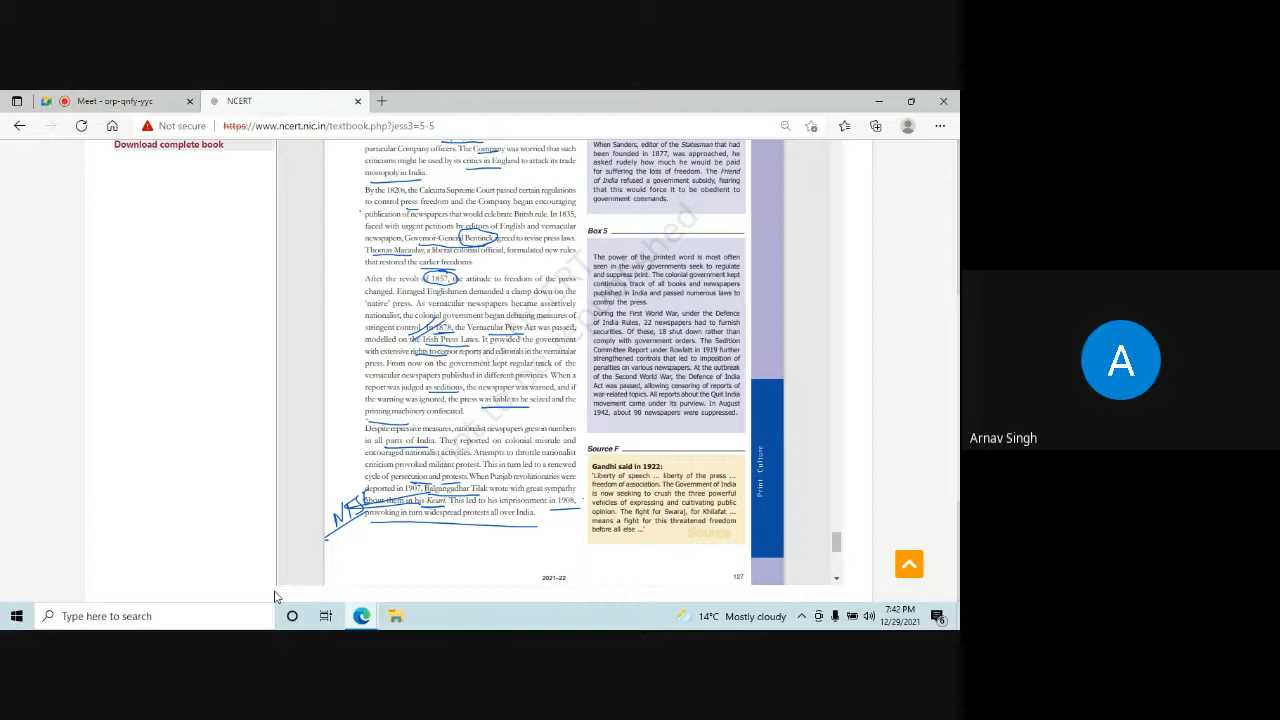 Meet - orp-qnfy-yyc
NCERT
Not secure
https://www.ncert.nic.in/textbook.php?jess3=5-5
Download complete book
particular Company officers. The Company was worried that such
criticisms might be used by its critics in England to attack its trade
monopoly in India.
By the 1820s, the Calcutta Supreme Court passed certain regulations
to control press freedom and the Company began encouraging
publication of newspapers that would celebrate Britsh rule. In 1835,
faced with urgent petitions by editors of English and vernacular
newspapers, Governor-General Bentinck agreed to revise press laws.
Thomas Macaulay, a liberal colonial official, formulated new rules
that restored the earlier freedoms.
After the revolt of 1857, the attitude to freedom of the press
changed. Enraged Englishmen demanded a clamp down on the
'native' press. As vernacular newspapers became assertively
nationalist, the colonial government began debating measures of
stringent control. In 1878, the Vernacular Press Act was passed,
modelled on the Irish Press Laws. It provided the government
with extensive rights to censor reports and editorials in the vernacular
press. From now on the government kept regular track of the
vernacular newspapers published in different provinces. When a
report was judged as seditious, the newspaper was warned, and if
the warning was ignored, the press was liable to be seized and the
printing machinery confiscated.
Despite repressive measures, nationalist newspapers grew in numbers
in all parts of India. They reported on colonial misrule and
encouraged nationalist activities. Attempts to throttle nationalist
criticism provoked militant protest. This in turn led to a renewed
cycle of persecution and protests. When Punjab revolutionaries were
deported in 1907, Balgangadhar Tilak wrote with great sympathy
about them in his Kesari. This led to his imprisonment in 1908,
provoking in turn widespread protests all over India.
When Sanders, editor of the Statesman that had
been founded in 1877, was approached, he
asked rudely how much he would be paid
for suffering the loss of freedom. The Friend
of India refused a government subsidy, fearing
that this would force it to be obedient to
government commands.
Box 5
The power of the printed word is most often
seen in the way governments seek to regulate
and suppress print. The colonial government kept
continuous track of all books and newspapers
published in India and passed numerous laws to
control the press.
During the First World War, under the Defence
of India Rules, 22 newspapers had to furnish
securities. Of these, 18 shut down rather than
comply with government orders. The Sedition
Committee Report under Rowlatt in 1919 further
strengthened controls that led to imposition of
penalties on various newspapers. At the outbreak
of the Second World War, the Defence of India
Act was passed, allowing censoring of reports of
war-related topics. All reports about the Quit India
movement came under its purview. In August
1942, about 90 newspapers were suppressed.
Source F
Gandhi said in 1922:
'Liberty of speech ... liberty of the press ...
freedom of association. The Government of India
is now seeking to crush the three powerful
vehicles of expressing and cultivating public
opinion. The fight for Swaraj, for Khilafat ...
means a fight for this threatened freedom
before all else ...'
Source
Print Culture
2021-22
127
not to be republished
A
Arnav Singh
Type here to search
14°C Mostly cloudy
7:42 PM
12/29/2021
6